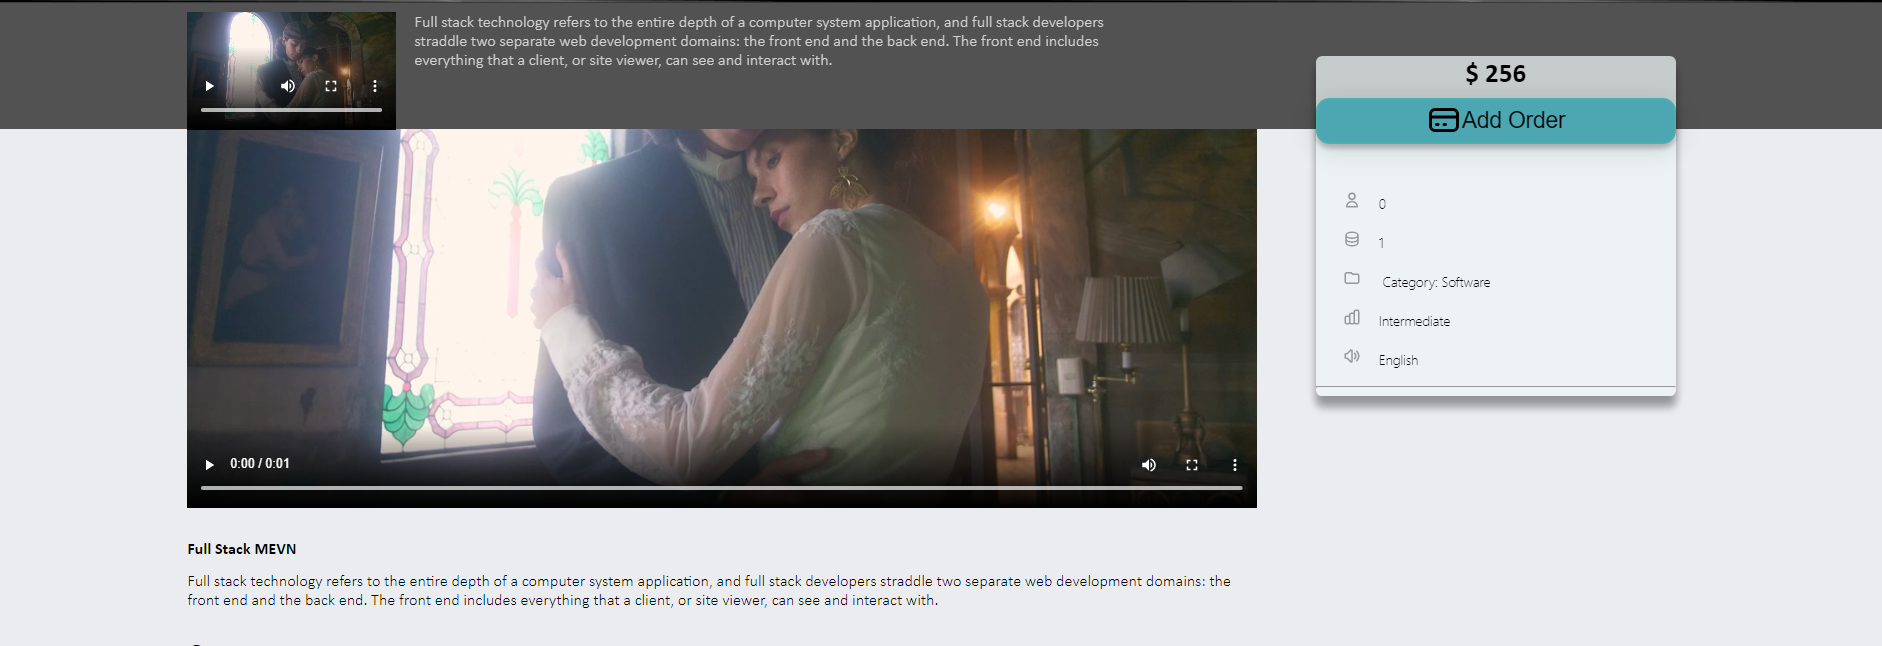 Full stack technology refers to the entire depth of a computer system application, and full stack developers
straddle two separate web development domains: the front end and the back end. The front end includes
everything that a client, or site viewer, can see and interact with.
$ 256
Add Order
0
1
Category: Software
Intermediate
English
0:00 / 0:01
Full Stack MEVN
Full stack technology refers to the entire depth of a computer system application, and full stack developers straddle two separate web development domains: the
front end and the back end. The front end includes everything that a client, or site viewer, can see and interact with.